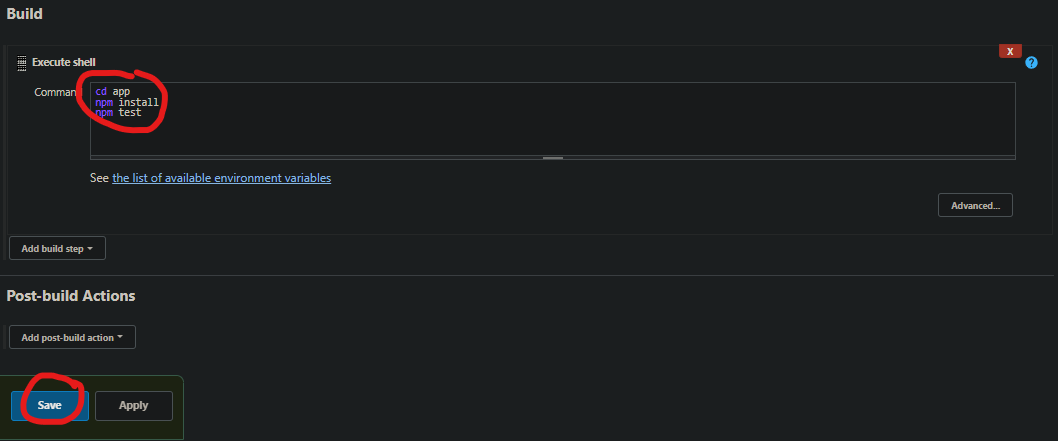 Build
Execute shell
X
?
Command
cd app
npm install
npm test
See the list of available environment variables
Advanced...
Add build step
Post-build Actions
Add post-build action
Save
Apply